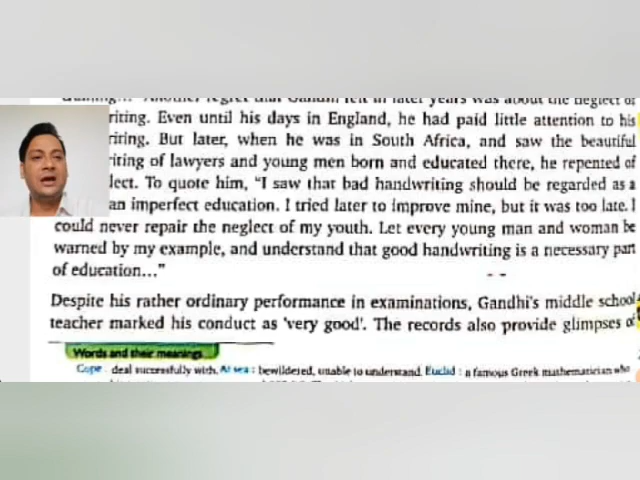 Another regret that Gandhi felt in later years was about the neglect of
riting. Even until his days in England, he had paid little attention to his
riting. But later, when he was in South Africa, and saw the beautiful
riting of lawyers and young men born and educated there, he repented of
lect. To quote him, "I saw that bad handwriting should be regarded as a
an imperfect education. I tried later to improve mine, but it was too late. I
could never repair the neglect of my youth. Let every young man and woman be
warned by my example, and understand that good handwriting is a necessary part
of education..."
Despite his rather ordinary performance in examinations, Gandhi's middle school
teacher marked his conduct as 'very good'. The records also provide glimpses of
Words and their meanings
Cope : deal successfully with. At sea : bewildered, unable to understand. Euclid : a famous Greek mathematician who